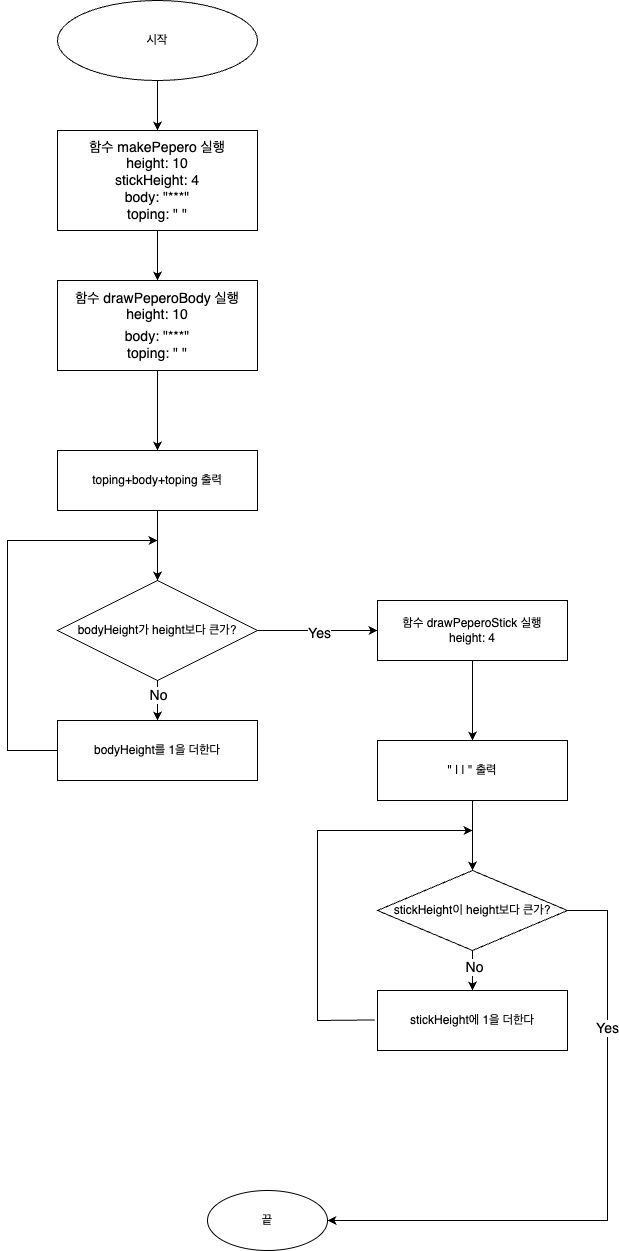 시작
함수 makePepero 실행
height: 10
stickHeight: 4
body: "***"
toping: " "
함수 drawPeperoBody 실행
height: 10
body: "***"
toping: " "
toping+body+toping 출력
bodyHeight가 height보다 큰가?
Yes
No
bodyHeight를 1을 더한다
함수 drawPeperoStick 실행
height: 4
" l l " 출력
stickHeight이 height보다 큰가?
No
stickHeight에 1을 더한다
Yes
끝